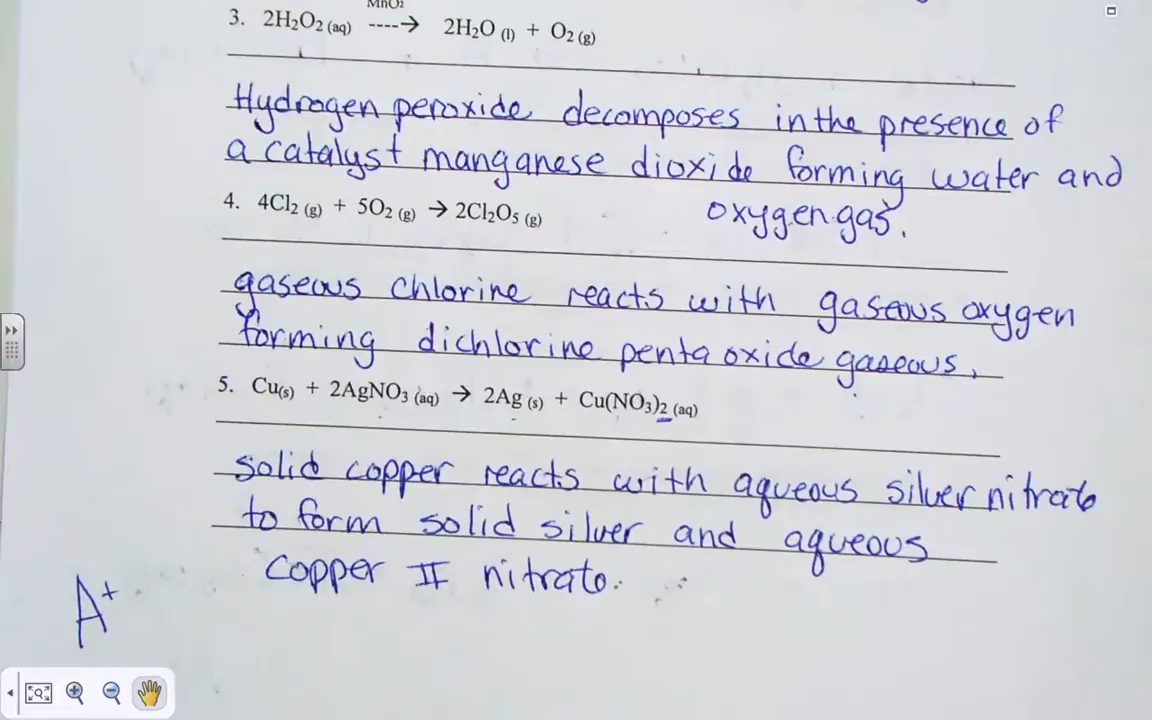 MnO₂
3. 2H₂O₂ (aq) ----→ 2H₂O (l) + O₂ (g)
Hydrogen peroxide decomposes in the presence of
a catalyst manganese dioxide forming water and
oxygen gas.
4. 4Cl₂ (g) + 5O₂ (g) → 2Cl₂O₅ (g)
gaseous chlorine reacts with gaseous oxygen
forming dichlorine pentaoxide gaseous.
5. Cu(s) + 2AgNO₃ (aq) → 2Ag (s) + Cu(NO₃)₂ (aq)
solid copper reacts with aqueous silver nitrate
to form solid silver and aqueous
copper II nitrate.
A+